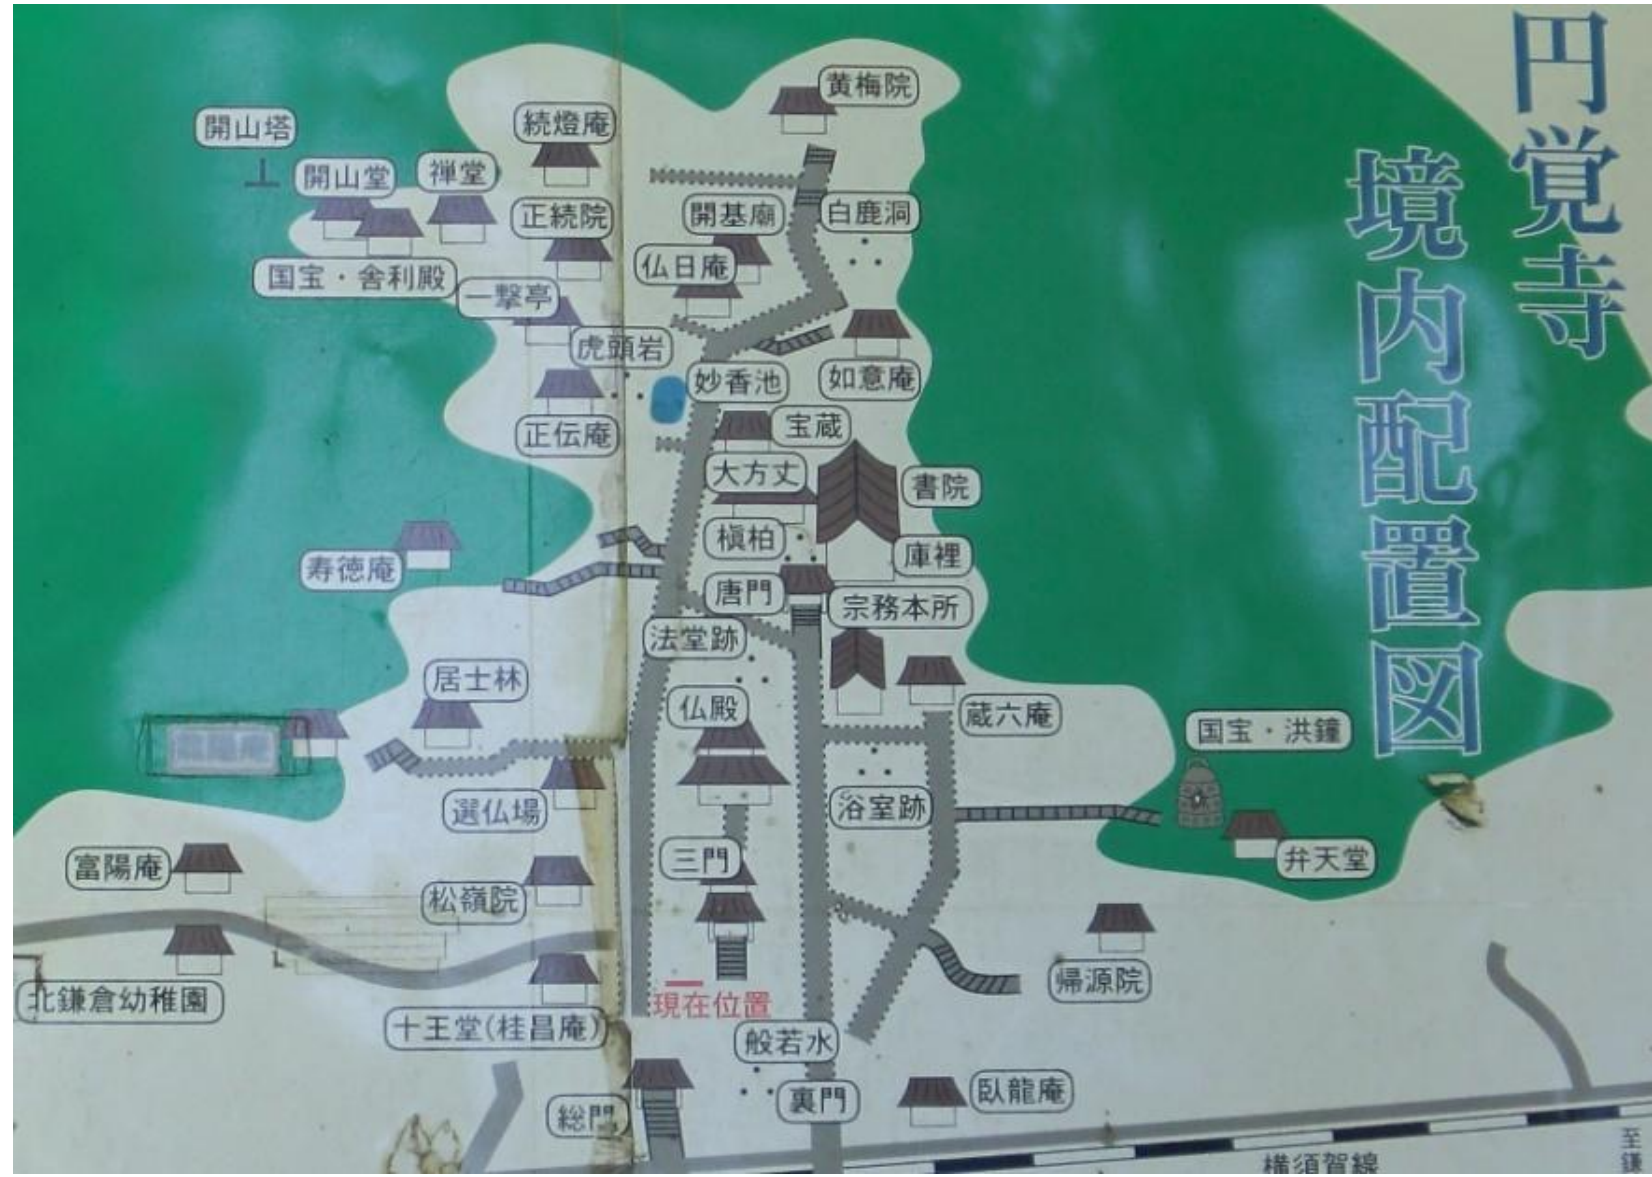 円覚寺
境内配置図
黄梅院
開山塔
続燈庵
開山堂
禅堂
正続院
開基廟
白鹿洞
国宝・舎利殿
仏日庵
一撃亭
虎頭岩
妙香池
如意庵
正伝庵
宝蔵
大方丈
書院
槇柏
庫裡
寿徳庵
唐門
宗務本所
法堂跡
居士林
仏殿
蔵六庵
国宝・洪鐘
選仏場
浴室跡
三門
弁天堂
富陽庵
松嶺院
帰源院
北鎌倉幼稚園
現在位置
十王堂(桂昌庵)
般若水
総門
裏門
臥龍庵
横須賀線
至鎌